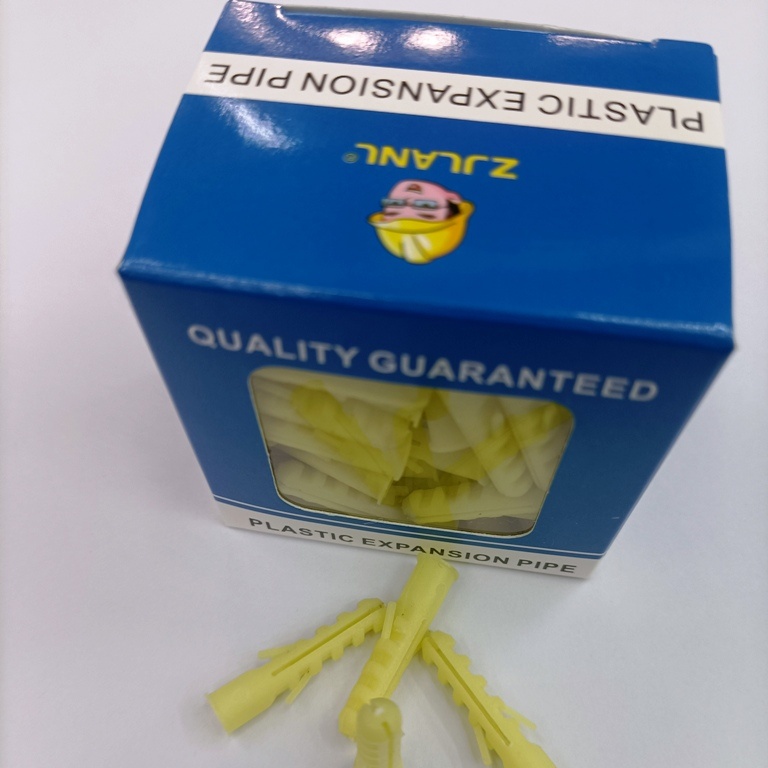 PLASTIC EXPANSION PIPE
ZJLANL®
QUALITY GUARANTEED
PLASTIC EXPANSION PIPE